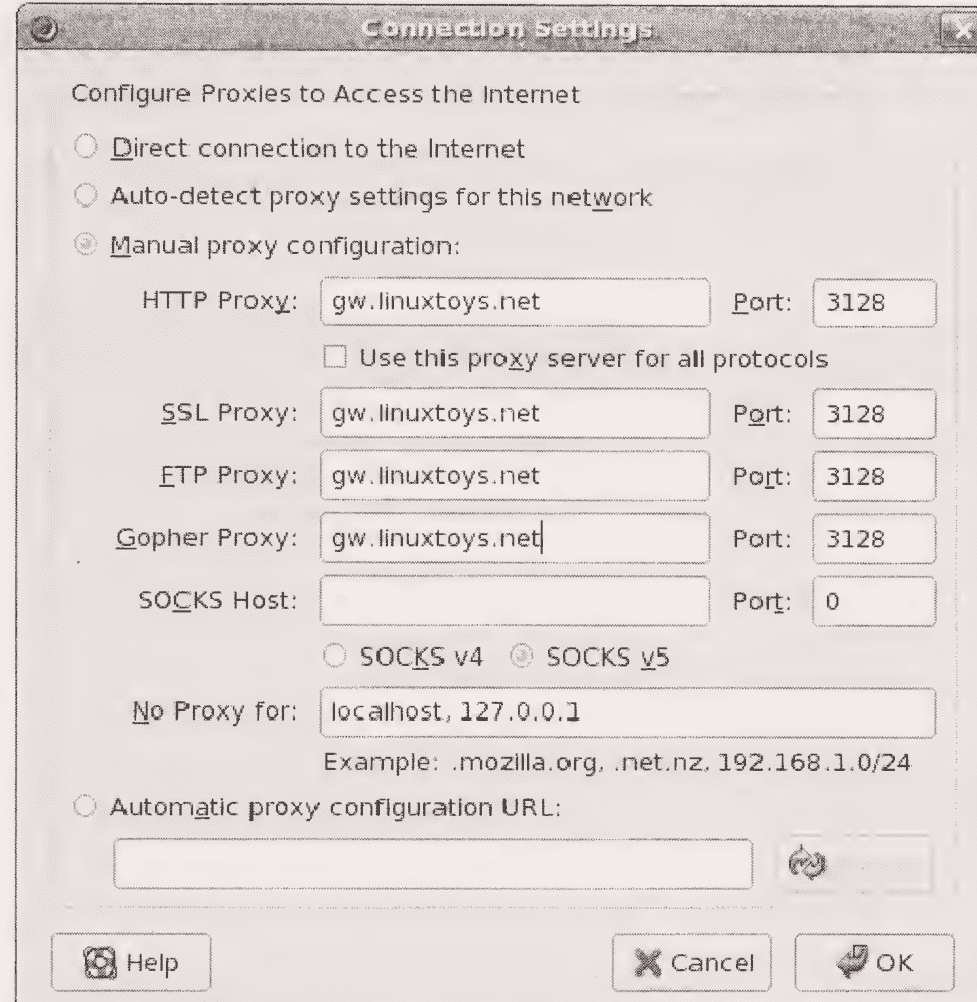 Connection Settings
Configure Proxies to Access the Internet
Direct connection to the Internet
Auto-detect proxy settings for this network
Manual proxy configuration:
HTTP Proxy: gw.linuxtoys.net Port: 3128
Use this proxy server for all protocols
SSL Proxy: gw.linuxtoys.net Port: 3128
FTP Proxy: gw.linuxtoys.net Port: 3128
Gopher Proxy: gw.linuxtoys.net Port: 3128
SOCKS Host: Port: 0
SOCKS v4 SOCKS v5
No Proxy for: localhost, 127.0.0.1
Example: .mozilla.org, .net.nz, 192.168.1.0/24
Automatic proxy configuration URL:
Help Cancel OK